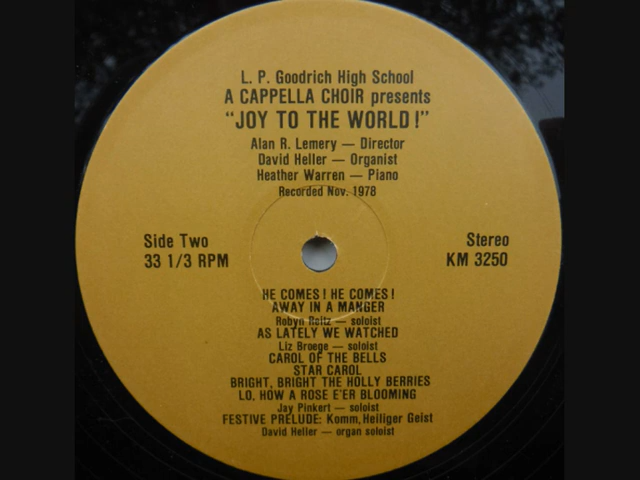 L. P. Goodrich High School
A CAPPELLA CHOIR presents
"JOY TO THE WORLD!"
Alan R. Lemery — Director
David Heller — Organist
Heather Warren — Piano
Recorded Nov. 1978
Side Two
33 1/3 RPM
Stereo
KM 3250
HE COMES! HE COMES!
AWAY IN A MANGER
Robyn Reitz — soloist
AS LATELY WE WATCHED
Liz Broege — soloist
CAROL OF THE BELLS
STAR CAROL
BRIGHT, BRIGHT THE HOLLY BERRIES
LO, HOW A ROSE E'ER BLOOMING
Jay Pinkert — soloist
FESTIVE PRELUDE: Komm, Heiliger Geist
David Heller — organ soloist